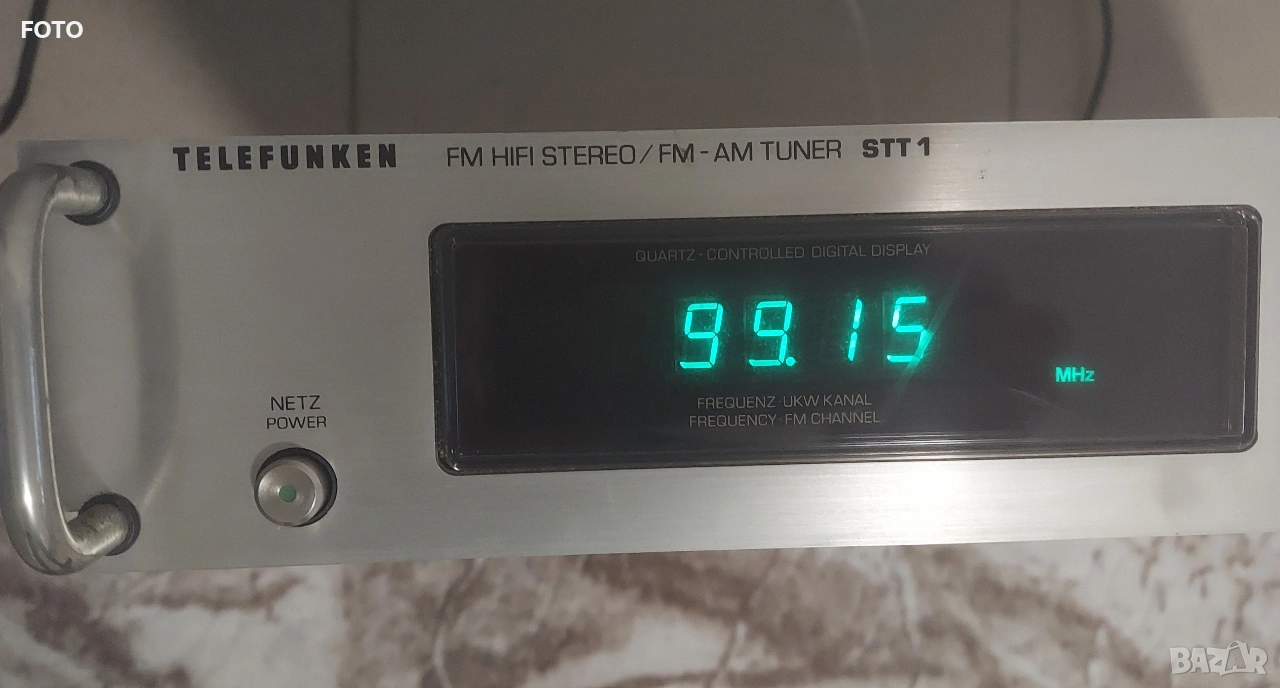 FOTO
TELEFUNKEN FM HIFI STEREO / FM - AM TUNER STT 1
QUARTZ - CONTROLLED DIGITAL DISPLAY
99.15
MHz
FREQUENZ · UKW KANAL
FREQUENCY · FM CHANNEL
NETZ
POWER
BAZAR